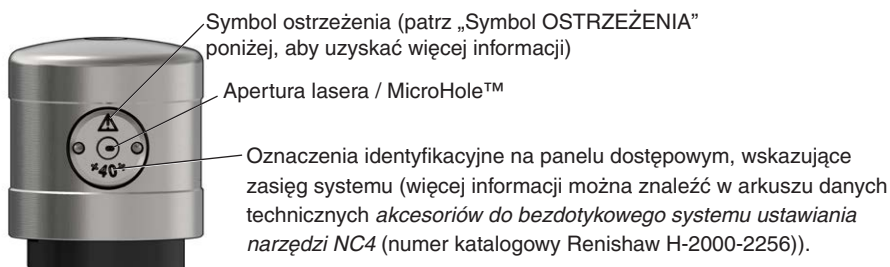 Symbol ostrzeżenia (patrz „Symbol OSTRZEŻENIA”
poniżej, aby uzyskać więcej informacji)
Apertura lasera / MicroHole™
Oznaczenia identyfikacyjne na panelu dostępowym, wskazujące
zasięg systemu (więcej informacji można znaleźć w arkuszu danych
technicznych akcesoriów do bezdotykowego systemu ustawiania
narzędzi NC4 (numer katalogowy Renishaw H-2000-2256)).
*40*